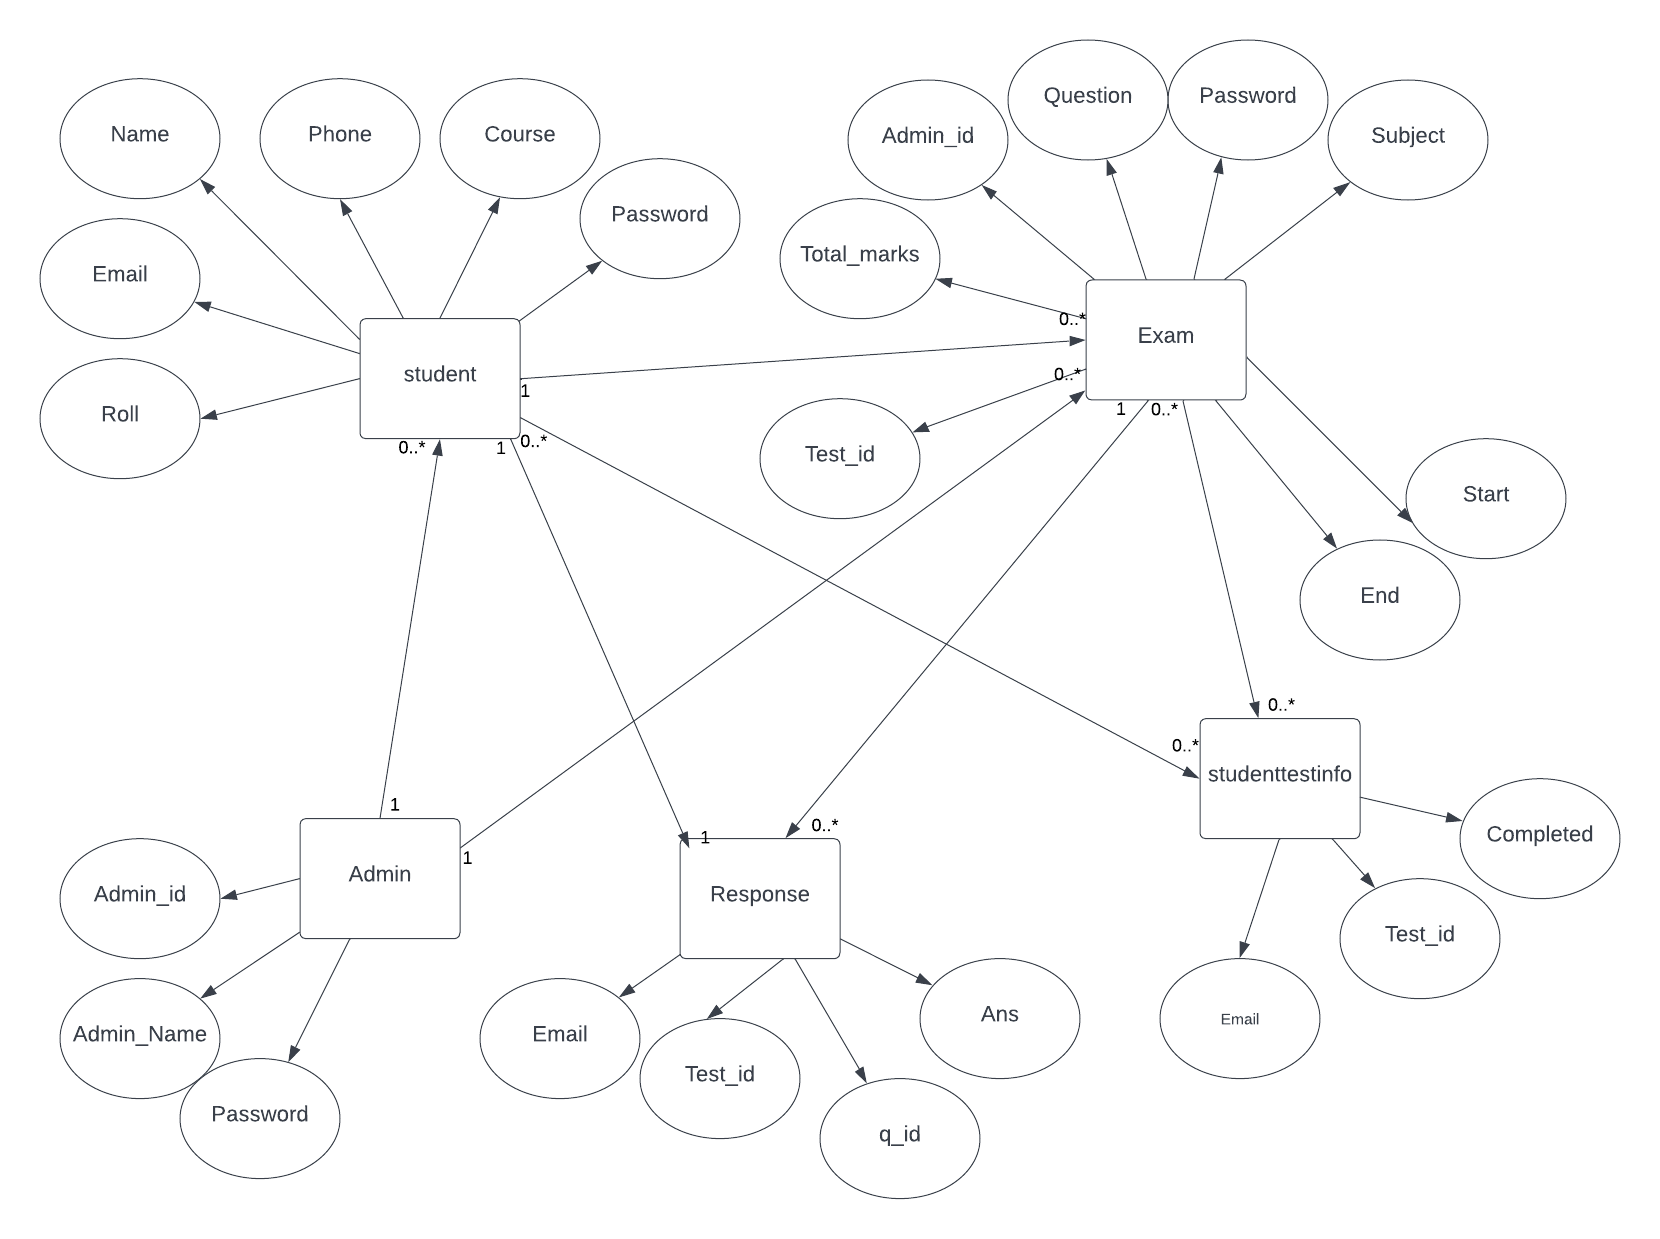 Question
Password
Name
Phone
Course
Admin_id
Subject
Password
Email
Total_marks
0..*
Exam
student
0..*
1
Roll
1
0..*
0..*
1
0..*
Test_id
Start
End
0..*
0..*
studenttestinfo
1
0..*
1
Completed
1
Admin
Admin_id
Response
Test_id
Ans
Email
Admin_Name
Email
Test_id
Password
q_id